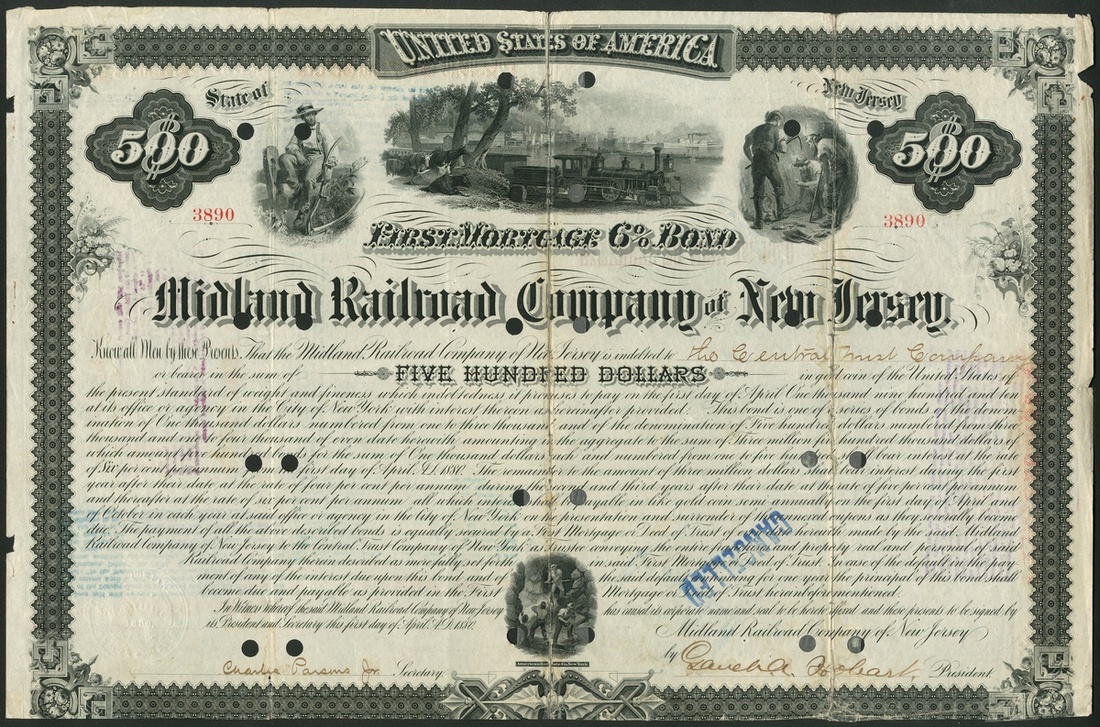 UNITED STATES OF AMERICA
State of
New Jersey
$500
$500
3890
3890
FIRST MORTGAGE 6% BOND
Midland Railroad Company of New Jersey.
Know all Men by these Presents. That the Midland Railroad Company of New Jersey is indebted to the Central Trust Company
or bearer in the sum of FIVE HUNDRED DOLLARS in gold coin of the United States of
the present standard of weight and fineness which indebtedness it promises to pay on the first day of April One thousand nine hundred and ten
at its office or agency in the City of New York with interest thereon as hereinafter provided. This bond is one of a series of bonds of the denomi-
nation of One thousand dollars numbered from one to three thousand and of the denomination of Five hundred dollars numbered from three
thousand and one to four thousand of even date herewith amounting in the aggregate to the sum of Three million five hundred thousand dollars of
which amount five hundred bonds for the sum of One thousand dollars each and numbered from one to five hundred all bear interest at the rate
of Six per cent per annum from the first day of April A.D. 1880. The remainder to the amount of three million dollars to bear interest during the first
year after their date at the rate of four per cent per annum during the second and third years after their date at the rate of five per cent per annum
and thereafter at the rate of six per cent per annum all which interest is payable in like gold coin semi annually on the first days of April and
of October in each year at said office or agency in the City of New York on the presentation and surrender of the annexed coupons as they severally become
due. The payment of all the above described bonds is equally secured by a First Mortgage or Deed of Trust of even date herewith made by the said Midland
Railroad Company of New Jersey to the Central Trust Company of New York Trustee conveying the entire railroad and property real and personal of said
Railroad Company therein described as more fully set forth in said First Mortgage or Deed of Trust. In case of the default in the pay
ment of any of the interest due upon this bond and of the said default continuing for six months the principal of this bond shall
become due and payable as provided in the First Mortgage or Deed of Trust hereinbefore mentioned.
In Witness whereof the said Midland Railroad Company of New Jersey has caused its corporate name and seal to be hereto affixed and these presents to be signed by
its President and Secretary this first day of April A.D. 1880.
Midland Railroad Company of New Jersey
CANCELLED
Charles Parsons Jr. Secretary.
by Garret A. Hobart President.
American Bank Note Co. New York